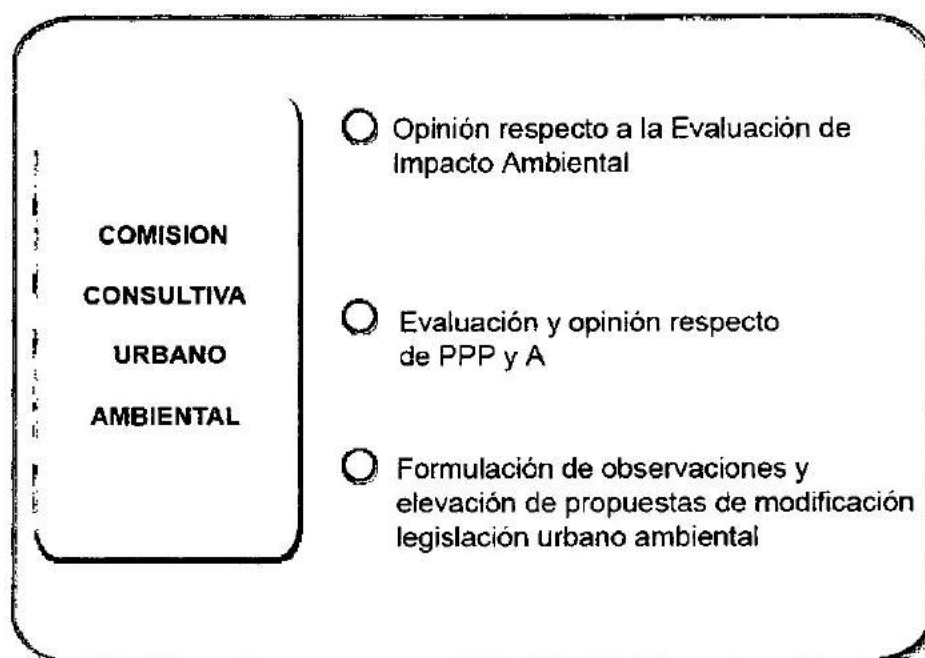 COMISION
CONSULTIVA
URBANO
AMBIENTAL
Opinión respecto a la Evaluación de
Impacto Ambiental
Evaluación y opinión respecto
de PPP y A
Formulación de observaciones y
elevación de propuestas de modificación
legislación urbano ambiental